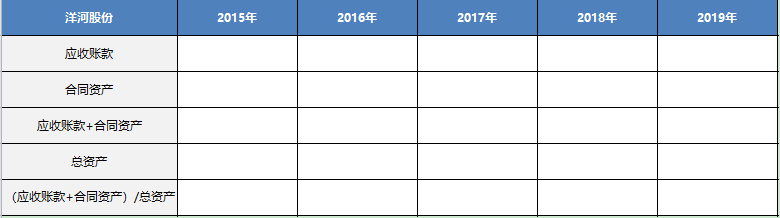 洋河股份 2015年 2016年 2017年 2018年 2019年
应收账款
合同资产
应收账款+合同资产
总资产
（应收账款+合同资产）/总资产